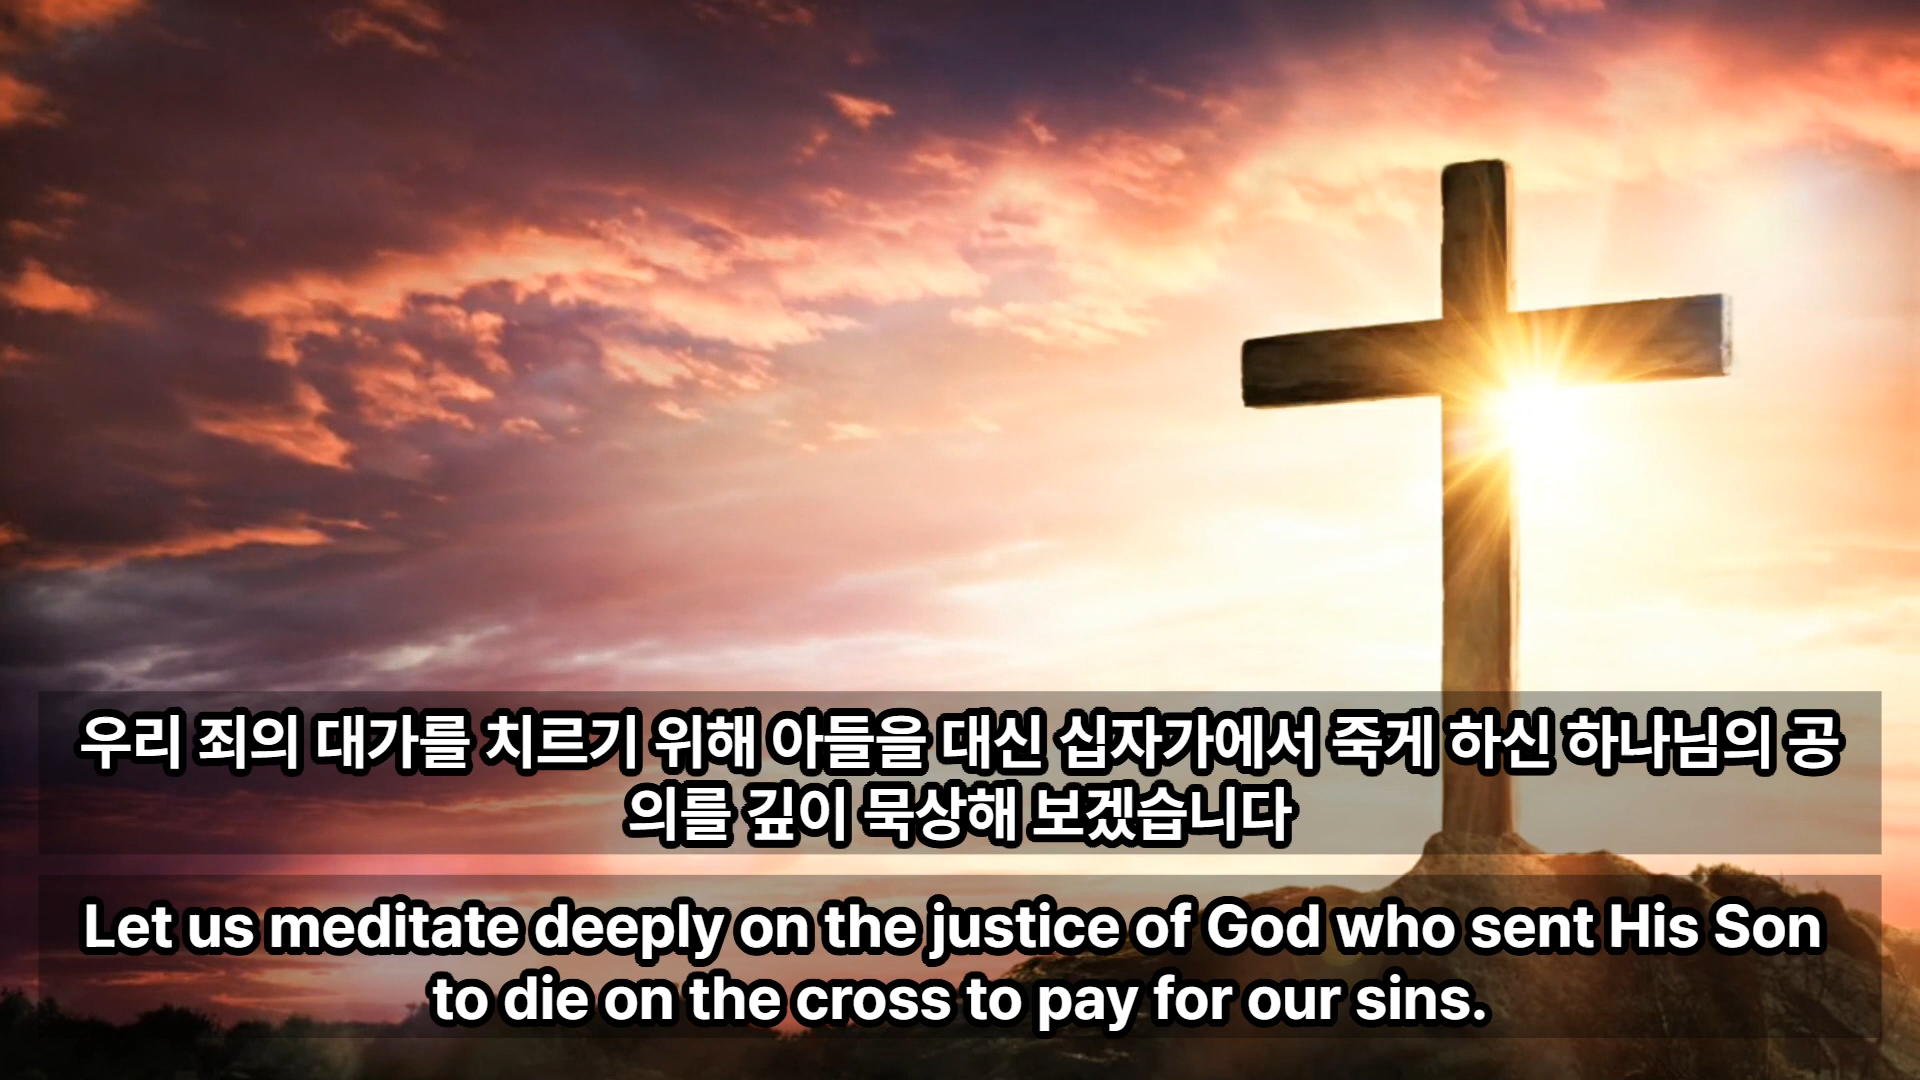 우리 죄의 대가를 치르기 위해 아들을 대신 십자가에서 죽게 하신 하나님의 공
의를 깊이 묵상해 보겠습니다
Let us meditate deeply on the justice of God who sent His Son
to die on the cross to pay for our sins.